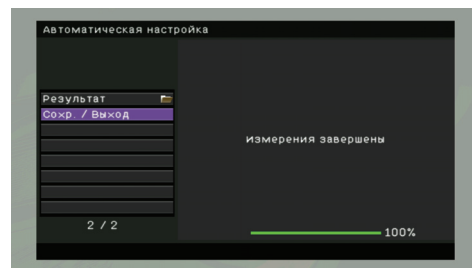 Автоматическая настройка
Результат
Сохр. / Выход
измерения завершены
2 / 2
100%